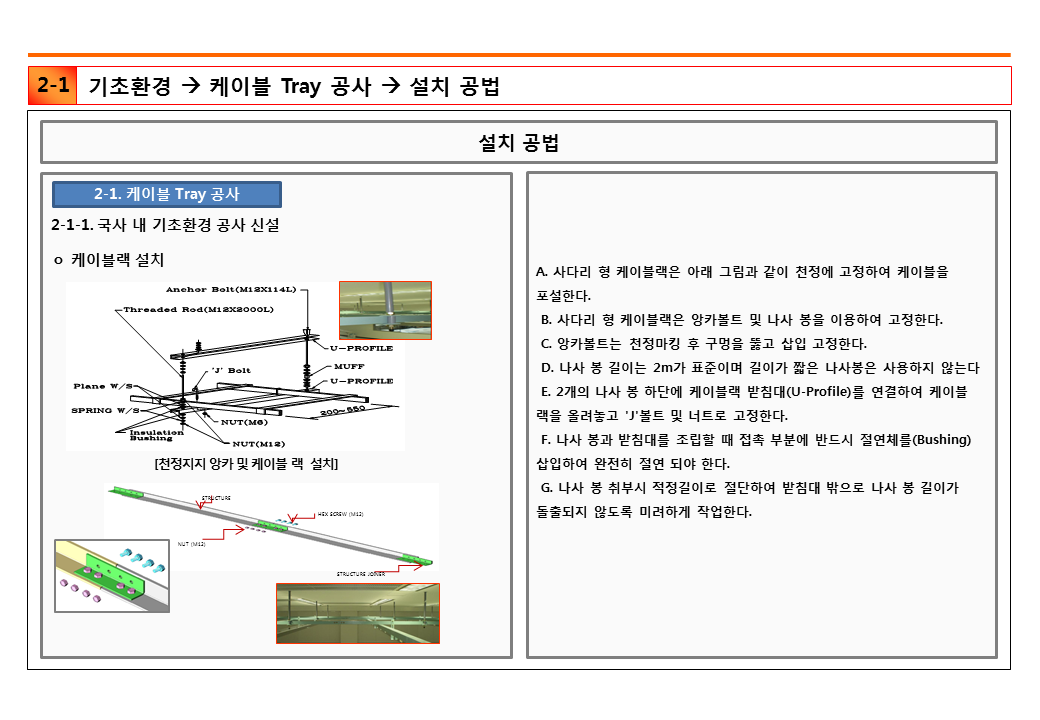 2-1 기초환경 → 케이블 Tray 공사 → 설치 공법
설치 공법
2-1. 케이블 Tray 공사
2-1-1. 국사 내 기초환경 공사 신설
ㅇ 케이블랙 설치
Anchor Bolt(M12X114L)
Threaded Rod(M12X2000L)
U-PROFILE
'J' Bolt
MUFF
U-PROFILE
Plane W/S
SPRING W/S
200~550
NUT(M6)
Insulation
Bushing
NUT(M12)
[천정지지 앙카 및 케이블 랙 설치]
STRUCTURE
HEX SCREW (M12)
NUT (M12)
STRUCTURE JOINER
A. 사다리 형 케이블랙은 아래 그림과 같이 천정에 고정하여 케이블을
포설한다.
B. 사다리 형 케이블랙은 앙카볼트 및 나사 봉을 이용하여 고정한다.
C. 앙카볼트는 천정마킹 후 구멍을 뚫고 삽입 고정한다.
D. 나사 봉 길이는 2m가 표준이며 길이가 짧은 나사봉은 사용하지 않는다
E. 2개의 나사 봉 하단에 케이블랙 받침대(U-Profile)를 연결하여 케이블
랙을 올려놓고 'J'볼트 및 너트로 고정한다.
F. 나사 봉과 받침대를 조립할 때 접촉 부분에 반드시 절연체를(Bushing)
삽입하여 완전히 절연 되야 한다.
G. 나사 봉 취부시 적정길이로 절단하여 받침대 밖으로 나사 봉 길이가
돌출되지 않도록 미려하게 작업한다.